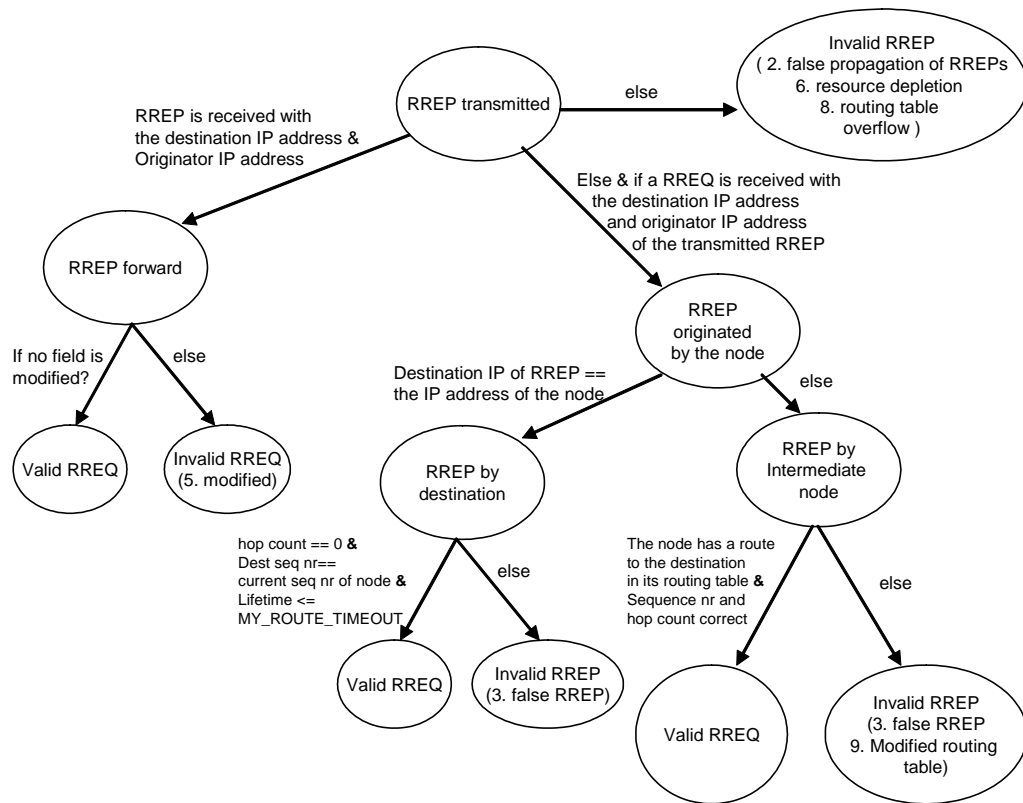 Invalid RREP
( 2. false propagation of RREPs
6. resource depletion
8. routing table
overflow )
RREP transmitted
else
RREP is received with
the destination IP address &
Originator IP address
Else & if a RREQ is received with
the destination IP address
and originator IP address
of the transmitted RREP
RREP forward
RREP
originated
by the node
If no field is
modified?
else
Destination IP of RREP ==
the IP address of the node
else
Valid RREQ
Invalid RREQ
(5. modified)
RREP by
destination
RREP by
Intermediate
node
hop count == 0 &
Dest seq nr==
current seq nr of node &
Lifetime <=
MY_ROUTE_TIMEOUT
else
The node has a route
to the destination
in its routing table &
Sequence nr and
hop count correct
else
Valid RREQ
Invalid RREP
(3. false RREP)
Valid RREQ
Invalid RREP
(3. false RREP
9. Modified routing
table)